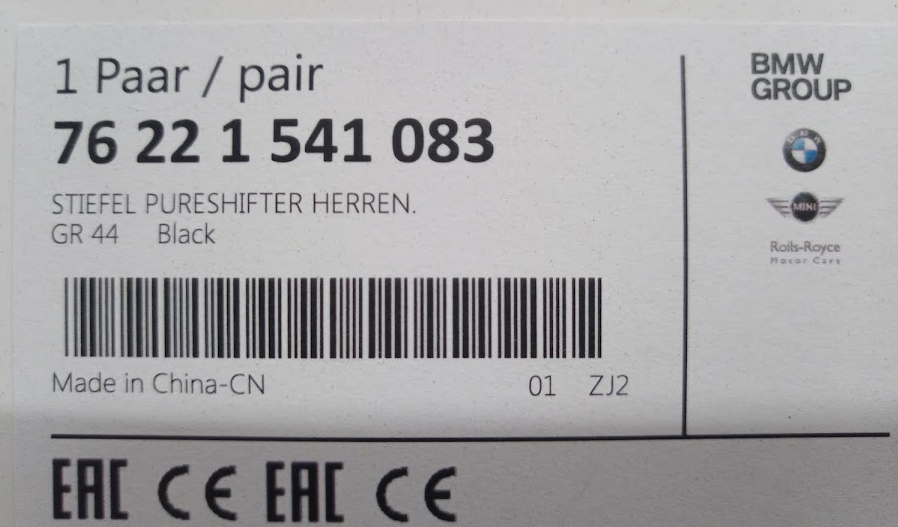 1 Paar / pair
76 22 1 541 083
STIEFEL PURESHIFTER HERREN.
GR 44 Black
Made in China-CN 01 ZJ2
BMW
GROUP
MINI
Rolls-Royce
Motor Cars
EAC CE EAC CE